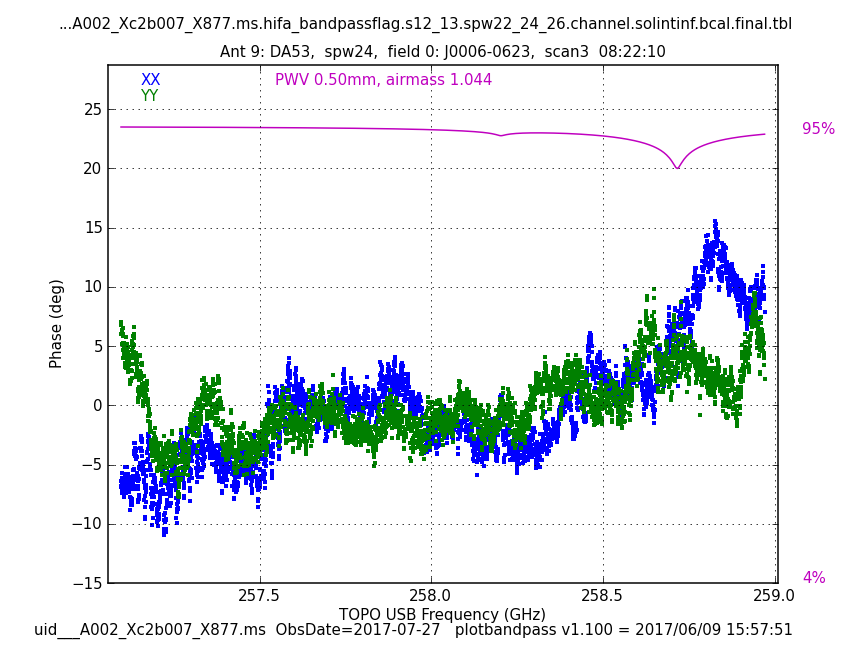 ...A002_Xc2b007_X877.ms.hifa_bandpassflag.s12_13.spw22_24_26.channel.solintinf.bcal.final.tbl
Ant 9: DA53,  spw24,  field 0: J0006-0623,  scan3  08:22:10
XX
PWV 0.50mm, airmass 1.044
YY
25
95%
20
15
10
5
0
−5
−10
−15
4%
Phase (deg)
257.5
258.0
258.5
259.0
TOPO USB Frequency (GHz)
uid___A002_Xc2b007_X877.ms  ObsDate=2017-07-27   plotbandpass v1.100 = 2017/06/09 15:57:51